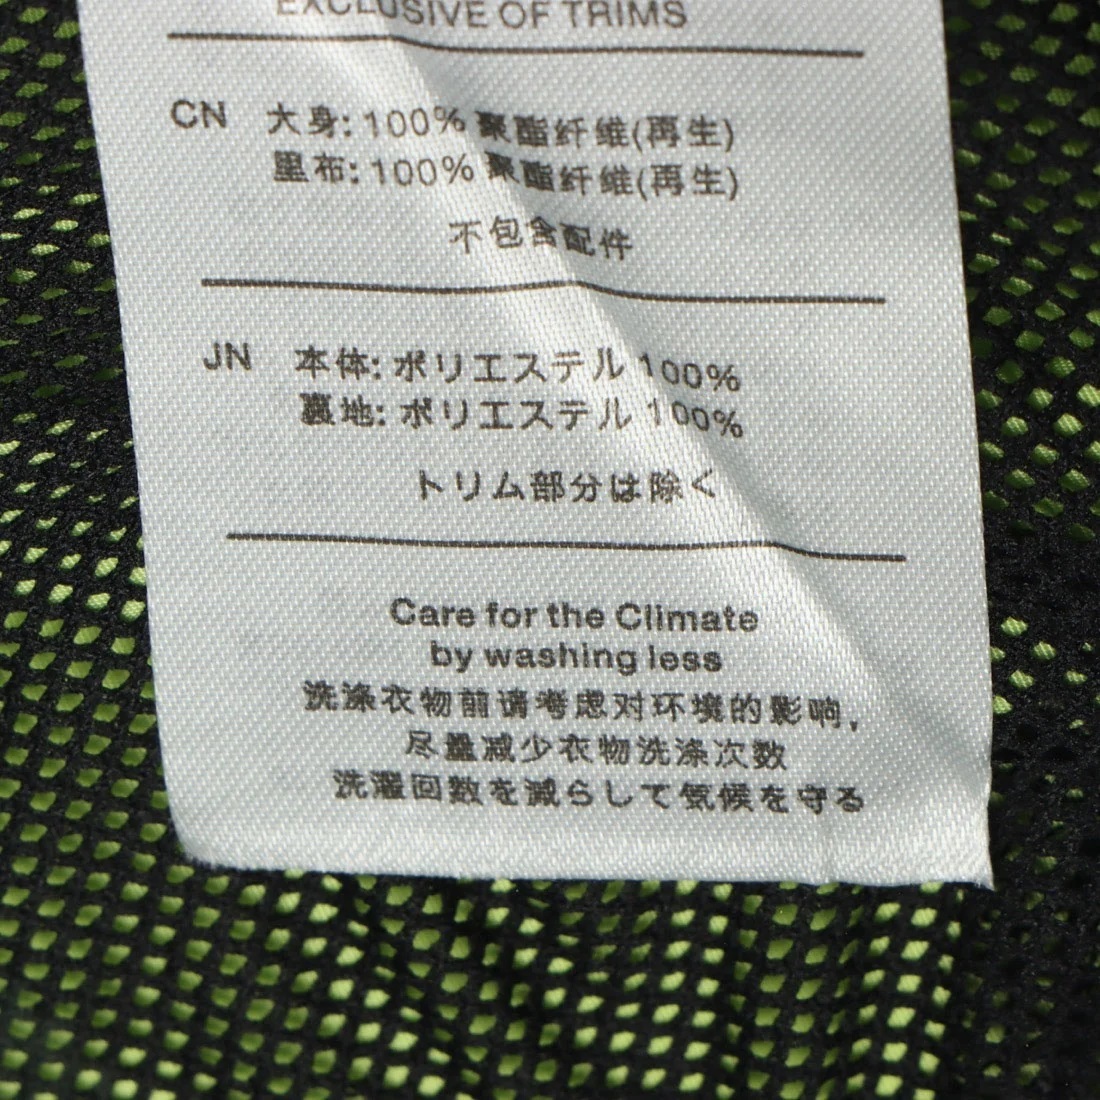 EXCLUSIVE OF TRIMS
CN 大身: 100% 聚酯纤维(再生)
里布: 100% 聚酯纤维(再生)
不包含配件
JN 本体: ポリエステル 100%
裏地: ポリエステル 100%
トリム部分は除く
Care for the Climate
by washing less
洗涤衣物前请考虑对环境的影响,
尽量减少衣物洗涤次数
洗濯回数を減らして気候を守る